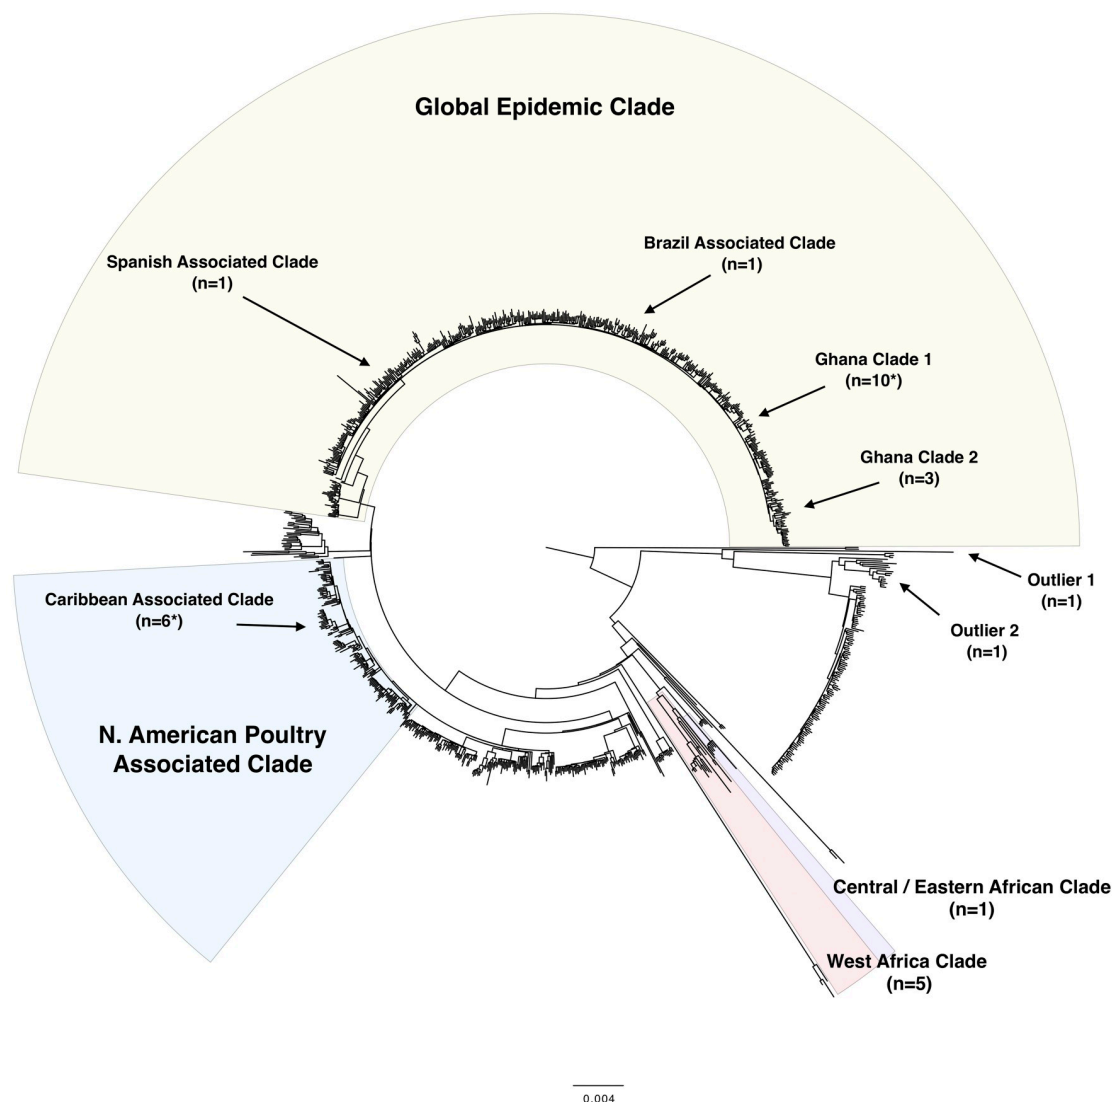 Global Epidemic Clade
Brazil Associated Clade
(n=1)
Spanish Associated Clade
(n=1)
Ghana Clade 1
(n=10*)
Ghana Clade 2
(n=3)
Outlier 1
(n=1)
Caribbean Associated Clade
(n=6*)
Outlier 2
(n=1)
N. American Poultry
Associated Clade
Central / Eastern African Clade
(n=1)
West Africa Clade
(n=5)
0.004